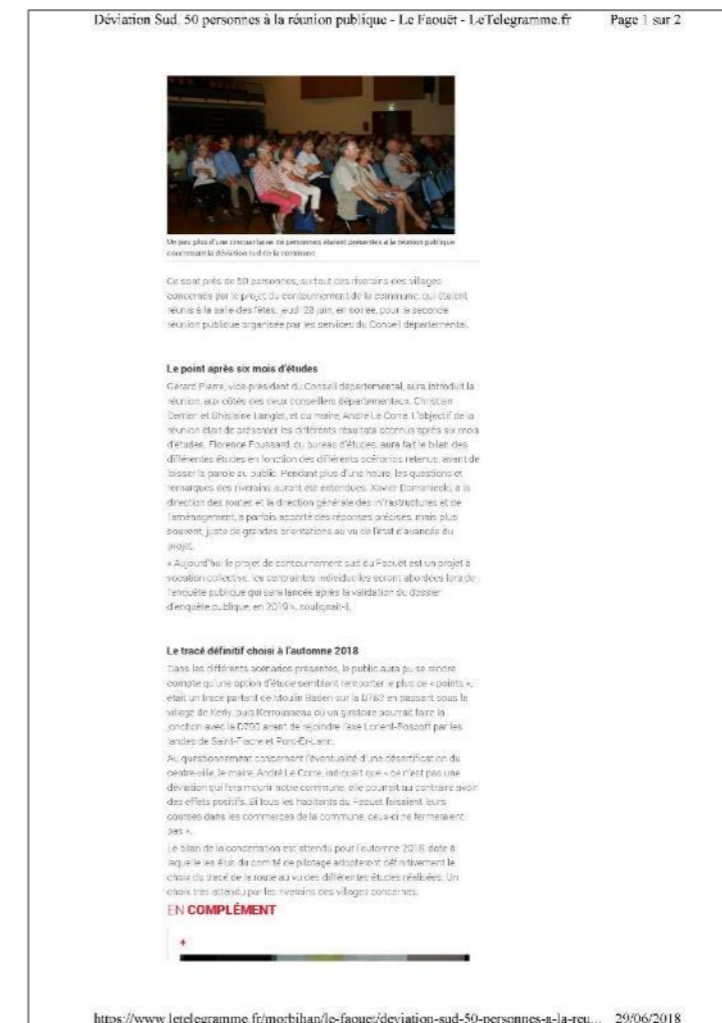 Déviation Sud. 50 personnes à la réunion publique - Le Faouët - LeTelegramme.fr Page 1 sur 2
Un peu plus d'une cinquantaine de personnes étaient présentes à la réunion publique
concernant la déviation sud de la commune.
Ce sont près de 50 personnes, surtout des riverains des villages
concernés par le projet du contournement de la commune, qui étaient
réunis à la salle des fêtes, jeudi 28 juin, en soirée, pour la seconde
réunion publique organisée par les services du Conseil départemental.
Le point après six mois d'études
Gérard Pierre, vice-président du Conseil départemental, aura introduit la
réunion, aux côtés des deux conseillers départementaux, Christian
Derrien et Ghislaine Langlet, et du maire, André Le Corre. L'objectif de la
réunion était de présenter les différents résultats obtenus après six mois
d'études. Florence Foussard, du bureau d'études, aura fait le bilan des
différentes études en fonction des différents scénarios retenus, avant de
laisser la parole au public. Pendant plus d'une heure, les questions et
remarques des riverains auront été entendues. Xavier Domaniecki, à la
direction des routes et la direction générale des infrastructures et de
l'aménagement, a parfois apporté des réponses précises, mais plus
souvent, juste de grandes orientations au vu de l'état d'avancée du
projet.
« Aujourd'hui le projet de contournement sud du Faouët est un projet à
vocation collective, les contraintes individuelles seront abordées lors de
l'enquête publique qui sera lancée après la validation du dossier
d'enquête publique, en 2019 », soulignait-il.
Le tracé définitif choisi à l'automne 2018
Dans les différents scénarios présentés, le public aura pu se rendre
compte qu'une option d'étude semblant remporter le plus de « points »,
était un tracé partant de Moulin Baden sur la D782 en passant sous le
village de Kerly, puis Kerrousseau où un giratoire pourrait faire la
jonction avec la D790 avant de rejoindre l'axe Lorient-Roscoff par les
landes de Saint-Fiacre et Pont-Er-Lann.
Au questionnement concernant l'éventualité d'une désertification du
centre-ville, le maire, André Le Corre, indiquait que « ce n'est pas une
déviation qui fera mourir notre commune, elle pourrait au contraire avoir
des effets positifs. Si tous les habitants du Faouët faisaient leurs
courses dans les commerces de la commune, ceux-ci ne fermeraient
pas ».
Le bilan de la concertation est attendu pour l'automne 2018, date à
laquelle les élus du comité de pilotage adopteront définitivement le
choix du tracé de la route au vu des différentes études réalisées. Un
choix très attendu par les riverains des villages concernés.
EN COMPLÉMENT
+
https://www.letelegramme.fr/morbihan/le-faouet/deviation-sud-50-personnes-a-la-reu... 29/06/2018